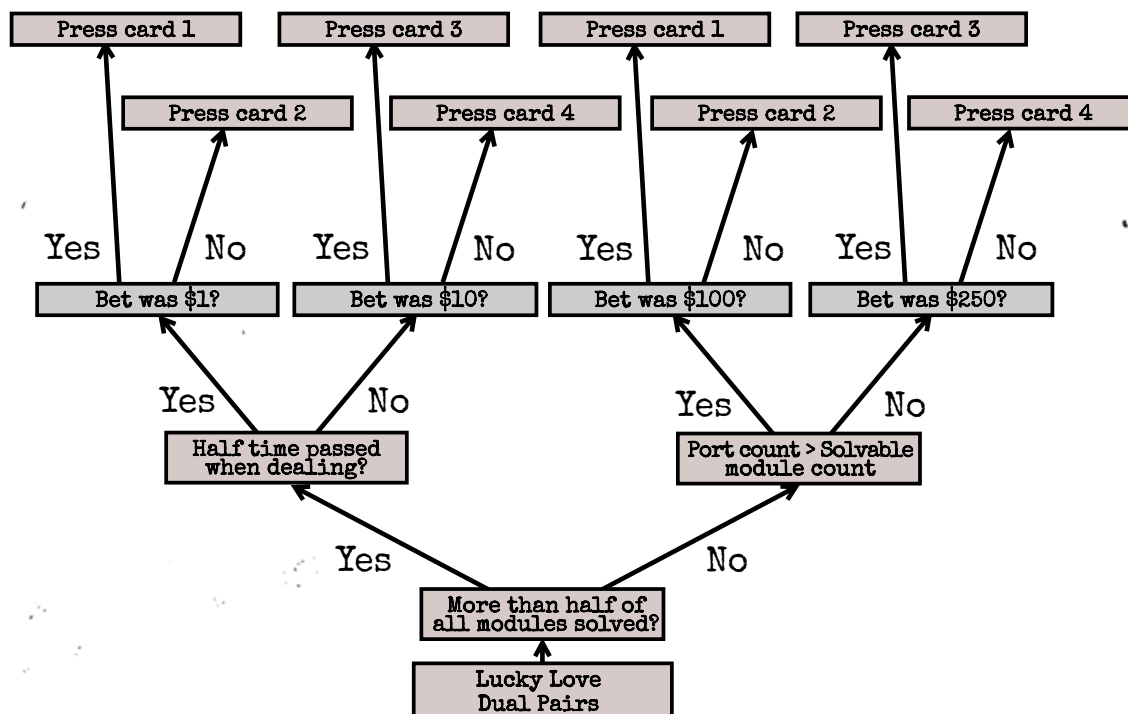 Press card 1
Press card 3
Press card 1
Press card 3
Press card 2
Press card 4
Press card 2
Press card 4
Yes
No
Yes
No
Yes
No
Yes
No
Bet was $1?
Bet was $10?
Bet was $100?
Bet was $250?
Yes
No
Yes
No
Half time passed
when dealing?
Port count > Solvable
module count
Yes
No
More than half of
all modules solved?
Lucky Love
Dual Pairs